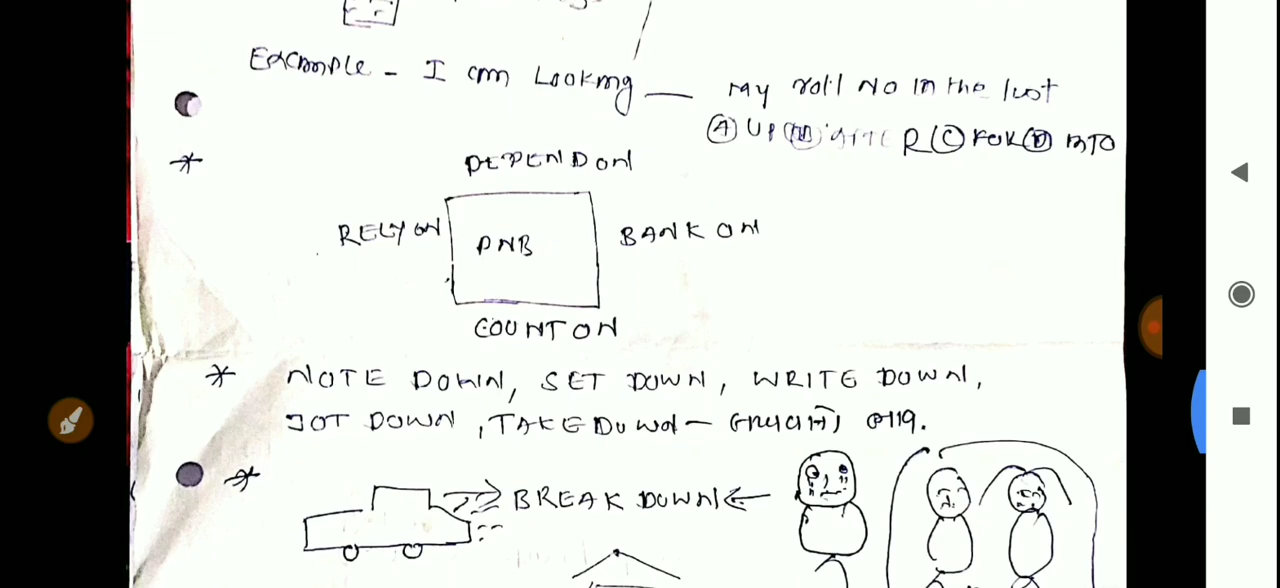 Example - I am Looking — my roll No in the list
(A) UP (B) AFTER (C) FOR (D) INTO
* DEPEND ON
RELY ON PNB BANK ON
COUNT ON
* NOTE DOWN, SET DOWN, WRITE DOWN,
JOT DOWN, TAKE DOWN -
* BREAK DOWN